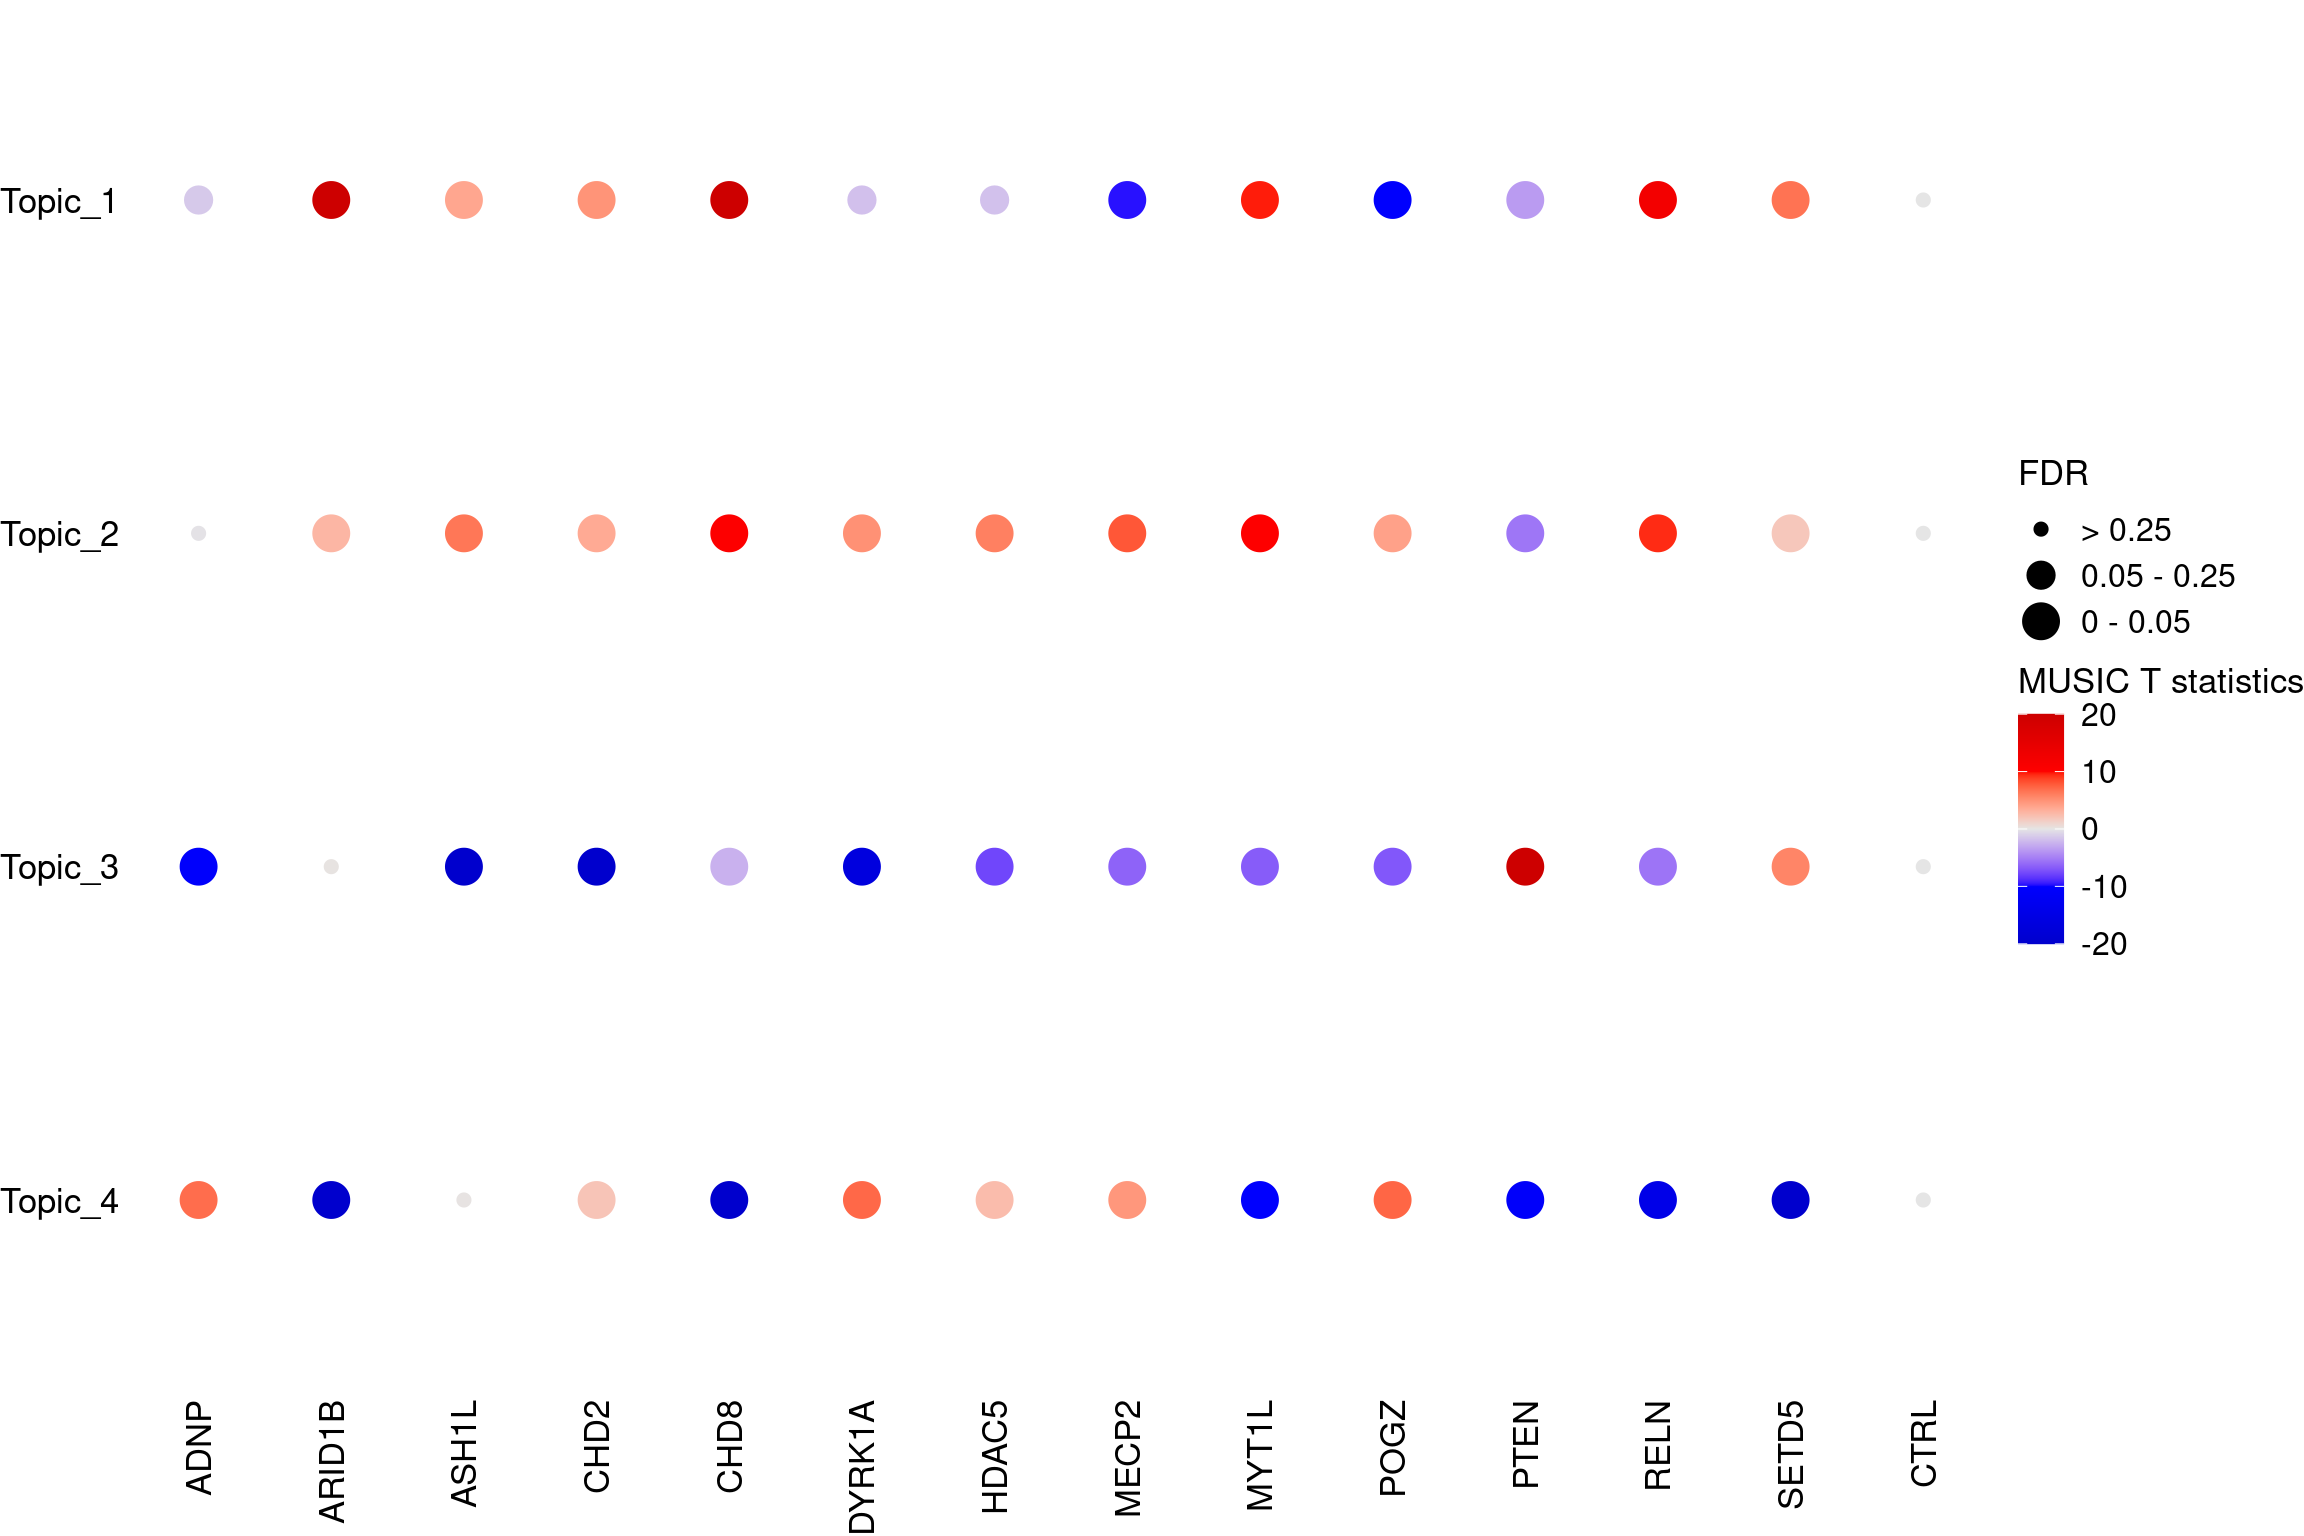 Topic_1
Topic_2
Topic_3
Topic_4
ADNP
ARID1B
ASH1L
CHD2
CHD8
DYRK1A
HDAC5
MECP2
MYT1L
POGZ
PTEN
RELN
SETD5
CTRL
FDR
> 0.25
0.05 - 0.25
0 - 0.05
MUSIC T statistics
20
10
0
-10
-20